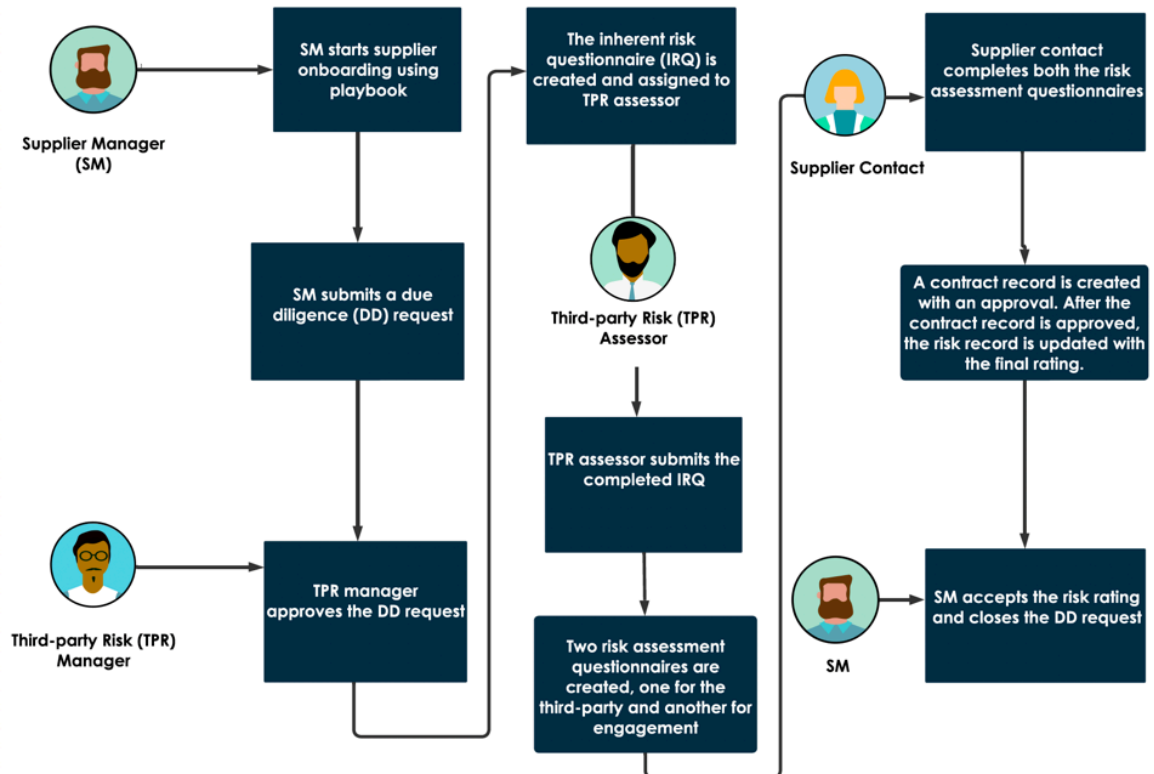 SM starts supplier
onboarding using
playbook
Supplier Manager
(SM)
SM submits a due
diligence (DD) request
TPR manager
approves the DD request
Third-party Risk (TPR)
Manager
The inherent risk
questionnaire (IRQ) is
created and assigned to
TPR assessor
Third-party Risk (TPR)
Assessor
TPR assessor submits the
completed IRQ
Two risk assessment
questionnaires are
created, one for the
third-party and another for
engagement
Supplier Contact
Supplier contact
completes both the risk
assessment questionnaires
A contract record is created
with an approval. After the
contract record is approved,
the risk record is updated with
the final rating.
SM accepts the risk rating
and closes the DD request
SM